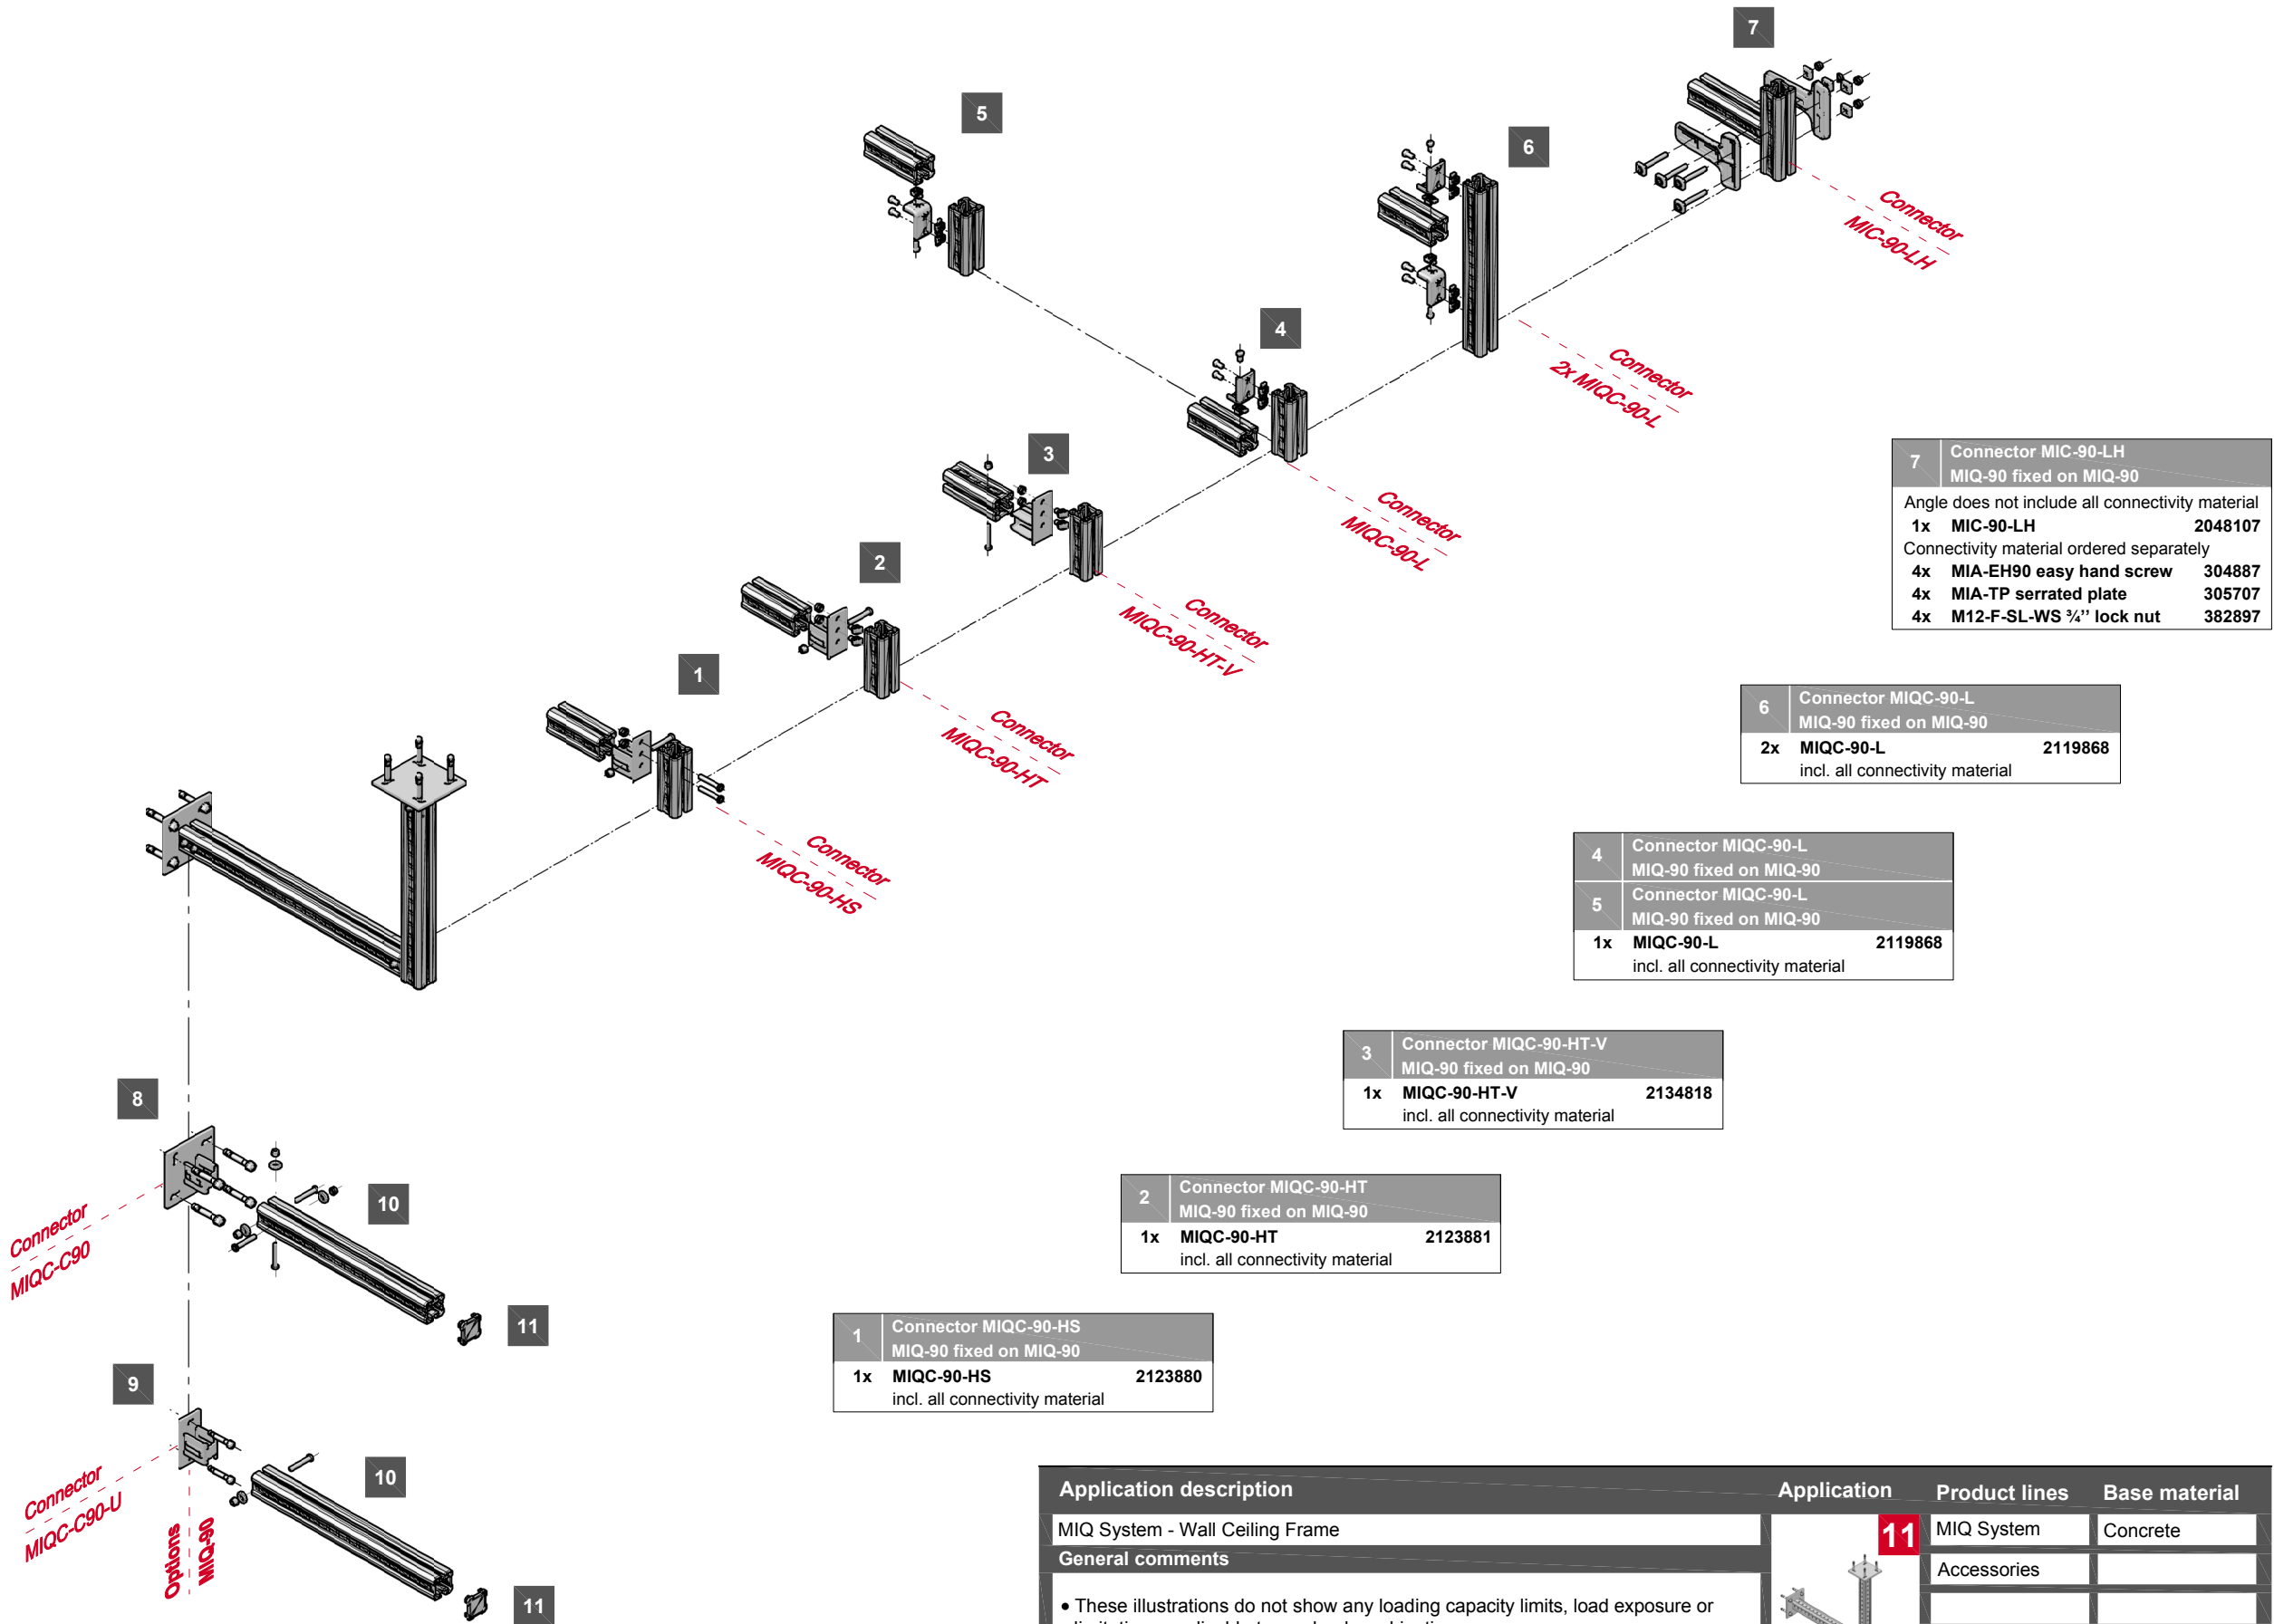 7
5
6
Connector
MIC-90-LH
4
Connector
2x MIQC-90-L
3
7 Connector MIC-90-LH
MIQ-90 fixed on MIQ-90
Angle does not include all connectivity material
1x MIC-90-LH 2048107
Connectivity material ordered separately
4x MIA-EH90 easy hand screw 304887
4x MIA-TP serrated plate 305707
4x M12-F-SL-WS ¾’’ lock nut 382897
Connector
MIQC-90-L
2
Connector
MIQC-90-HT-V
1
6 Connector MIQC-90-L
MIQ-90 fixed on MIQ-90
2x MIQC-90-L 2119868
incl. all connectivity material
Connector
MIQC-90-HT
Connector
MIQC-90-HS
4 Connector MIQC-90-L
MIQ-90 fixed on MIQ-90
5 Connector MIQC-90-L
MIQ-90 fixed on MIQ-90
1x MIQC-90-L 2119868
incl. all connectivity material
3 Connector MIQC-90-HT-V
MIQ-90 fixed on MIQ-90
1x MIQC-90-HT-V 2134818
incl. all connectivity material
8
2 Connector MIQC-90-HT
MIQ-90 fixed on MIQ-90
1x MIQC-90-HT 2123881
incl. all connectivity material
10
Connector
MIQC-C90
11
1 Connector MIQC-90-HS
MIQ-90 fixed on MIQ-90
1x MIQC-90-HS 2123880
incl. all connectivity material
9
10
Connector
MIQC-C90-U
Options
MIQ-90
11
Application description Application Product lines Base material
MIQ System - Wall Ceiling Frame 11 MIQ System Concrete
General comments
Accessories
• These illustrations do not show any loading capacity limits, load exposure or